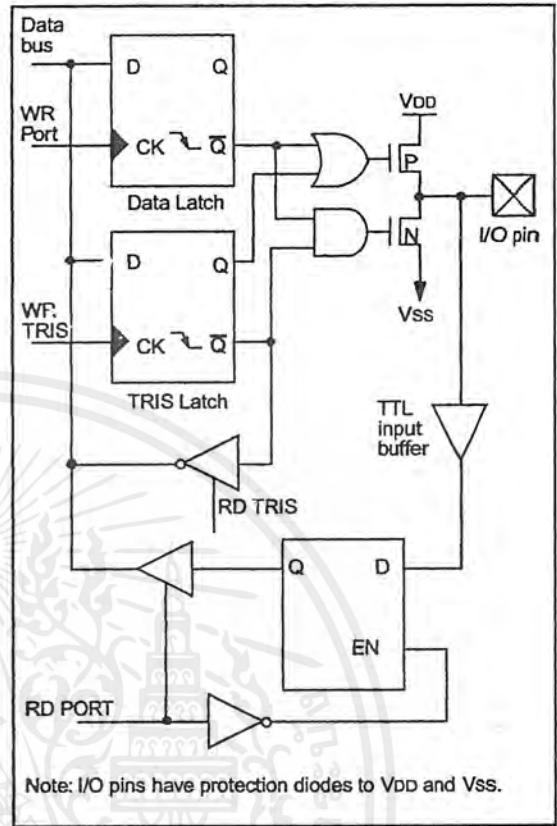 Data
bus
D Q
VDD
WR
Port
CK Q
P
Data Latch
I/O pin
D Q
N
WR
TRIS
CK Q
VSS
TRIS Latch
TTL
input
buffer
RD TRIS
Q D
EN
RD PORT
Note: I/O pins have protection diodes to VDD and VSS.